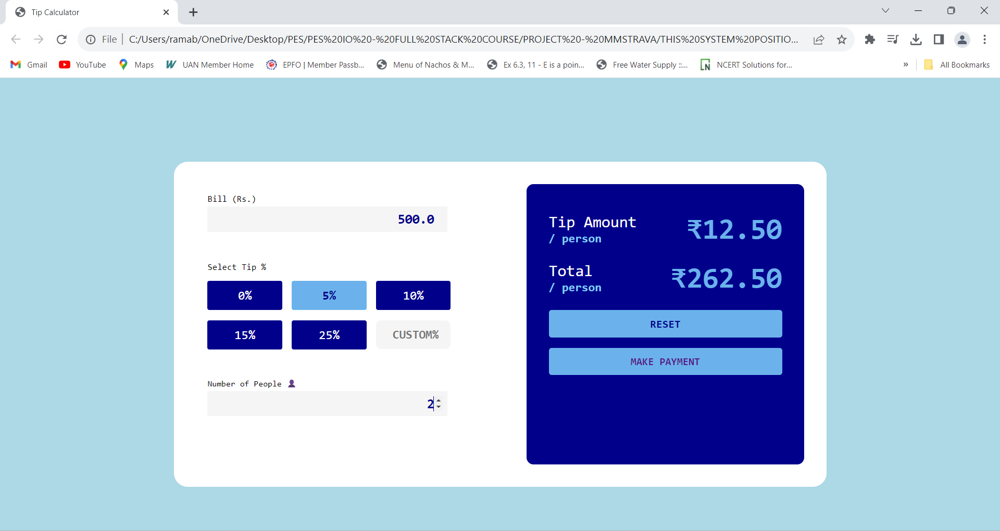 Tip Calculator
File
C:/Users/ramab/OneDrive/Desktop/PES/PES%20IO%20-%20FULL%20STACK%20COURSE/PROJECT%20-%20MMSTRAVA/THIS%20SYSTEM%20POSITIO...
Gmail YouTube Maps UAN Member Home EPFO | Member Passb... Menu of Nachos & M... Ex 6.3, 11 - E is a poin... Free Water Supply ::... NCERT Solutions for... » All Bookmarks
Bill (Rs.)
500.0
Select Tip %
0% 5% 10%
15% 25% CUSTOM%
Number of People
2
Tip Amount ₹12.50
/ person
Total ₹262.50
/ person
RESET
MAKE PAYMENT